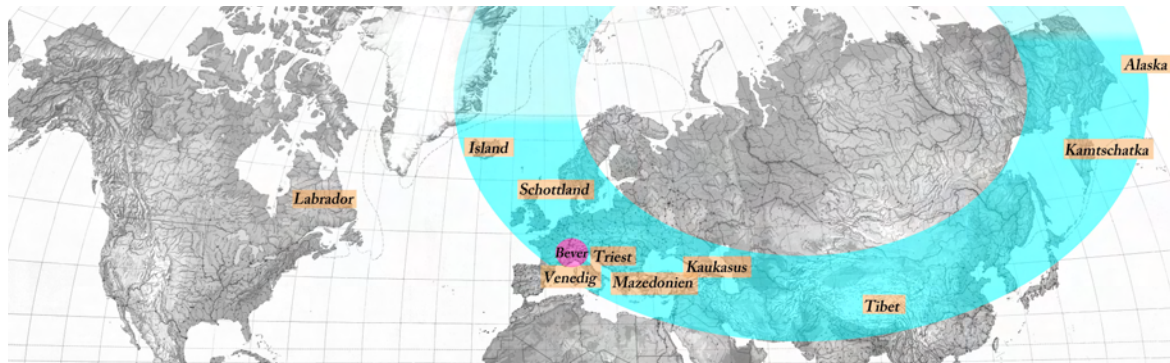 Alaska
Island
Kamtschatka
Schottland
Labrador
Bever
Triest
Kaukasus
Venedig
Mazedonien
Tibet